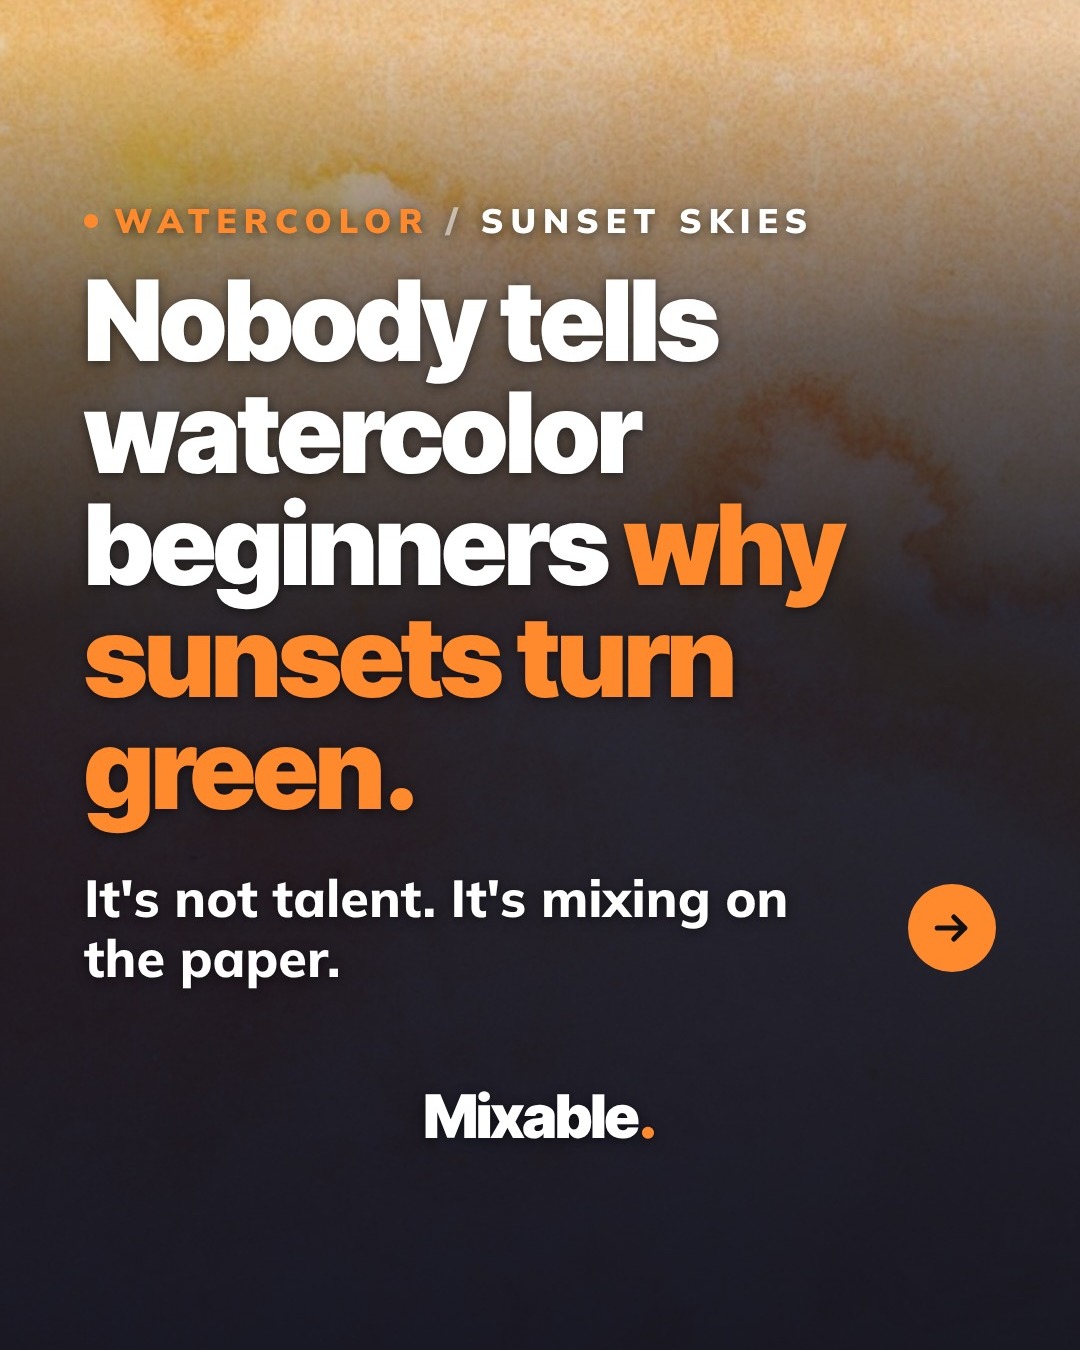 • WATERCOLOR / SUNSET SKIES
Nobody tells
watercolor
beginners why
sunsets turn
green.
It's not talent. It's mixing on
the paper.
Mixable.